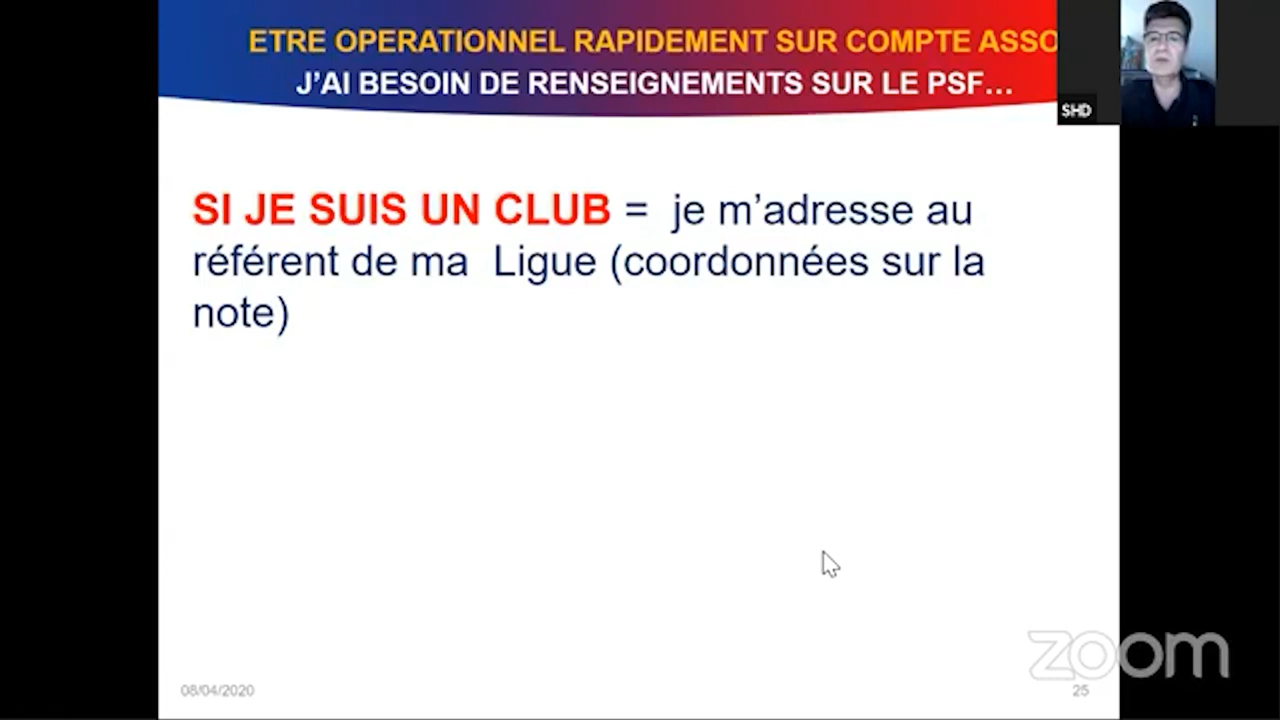 ETRE OPERATIONNEL RAPIDEMENT SUR COMPTE ASSO
J'AI BESOIN DE RENSEIGNEMENTS SUR LE PSF…
SHD
SI JE SUIS UN CLUB = je m'adresse au
référent de ma Ligue (coordonnées sur la
note)
zoom
08/04/2020
25